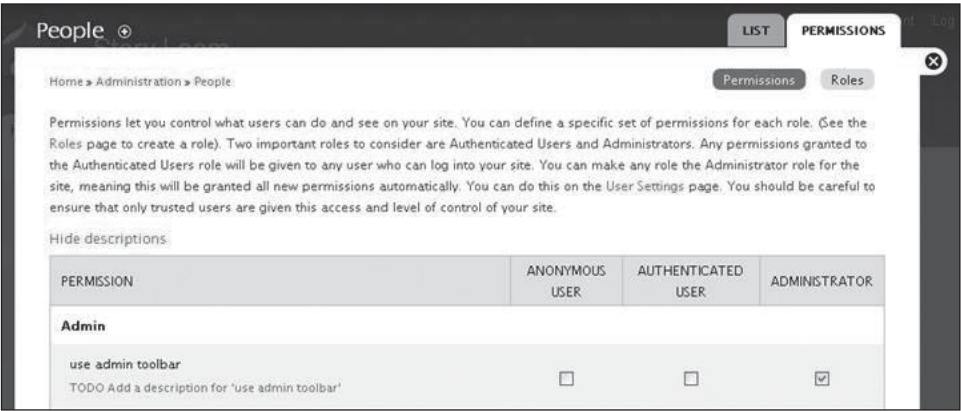 People
LIST
PERMISSIONS
Home » Administration » People
Permissions
Roles
Permissions let you control what users can do and see on your site. You can define a specific set of permissions for each role. (See the
Roles page to create a role). Two important roles to consider are Authenticated Users and Administrators. Any permissions granted to
the Authenticated Users role will be given to any user who can log into your site. You can make any role the Administrator role for the
site, meaning this will be granted all new permissions automatically. You can do this on the User Settings page. You should be careful to
ensure that only trusted users are given this access and level of control of your site.
Hide descriptions
PERMISSION
ANONYMOUS
USER
AUTHENTICATED
USER
ADMINISTRATOR
Admin
use admin toolbar
TODO Add a description for 'use admin toolbar'